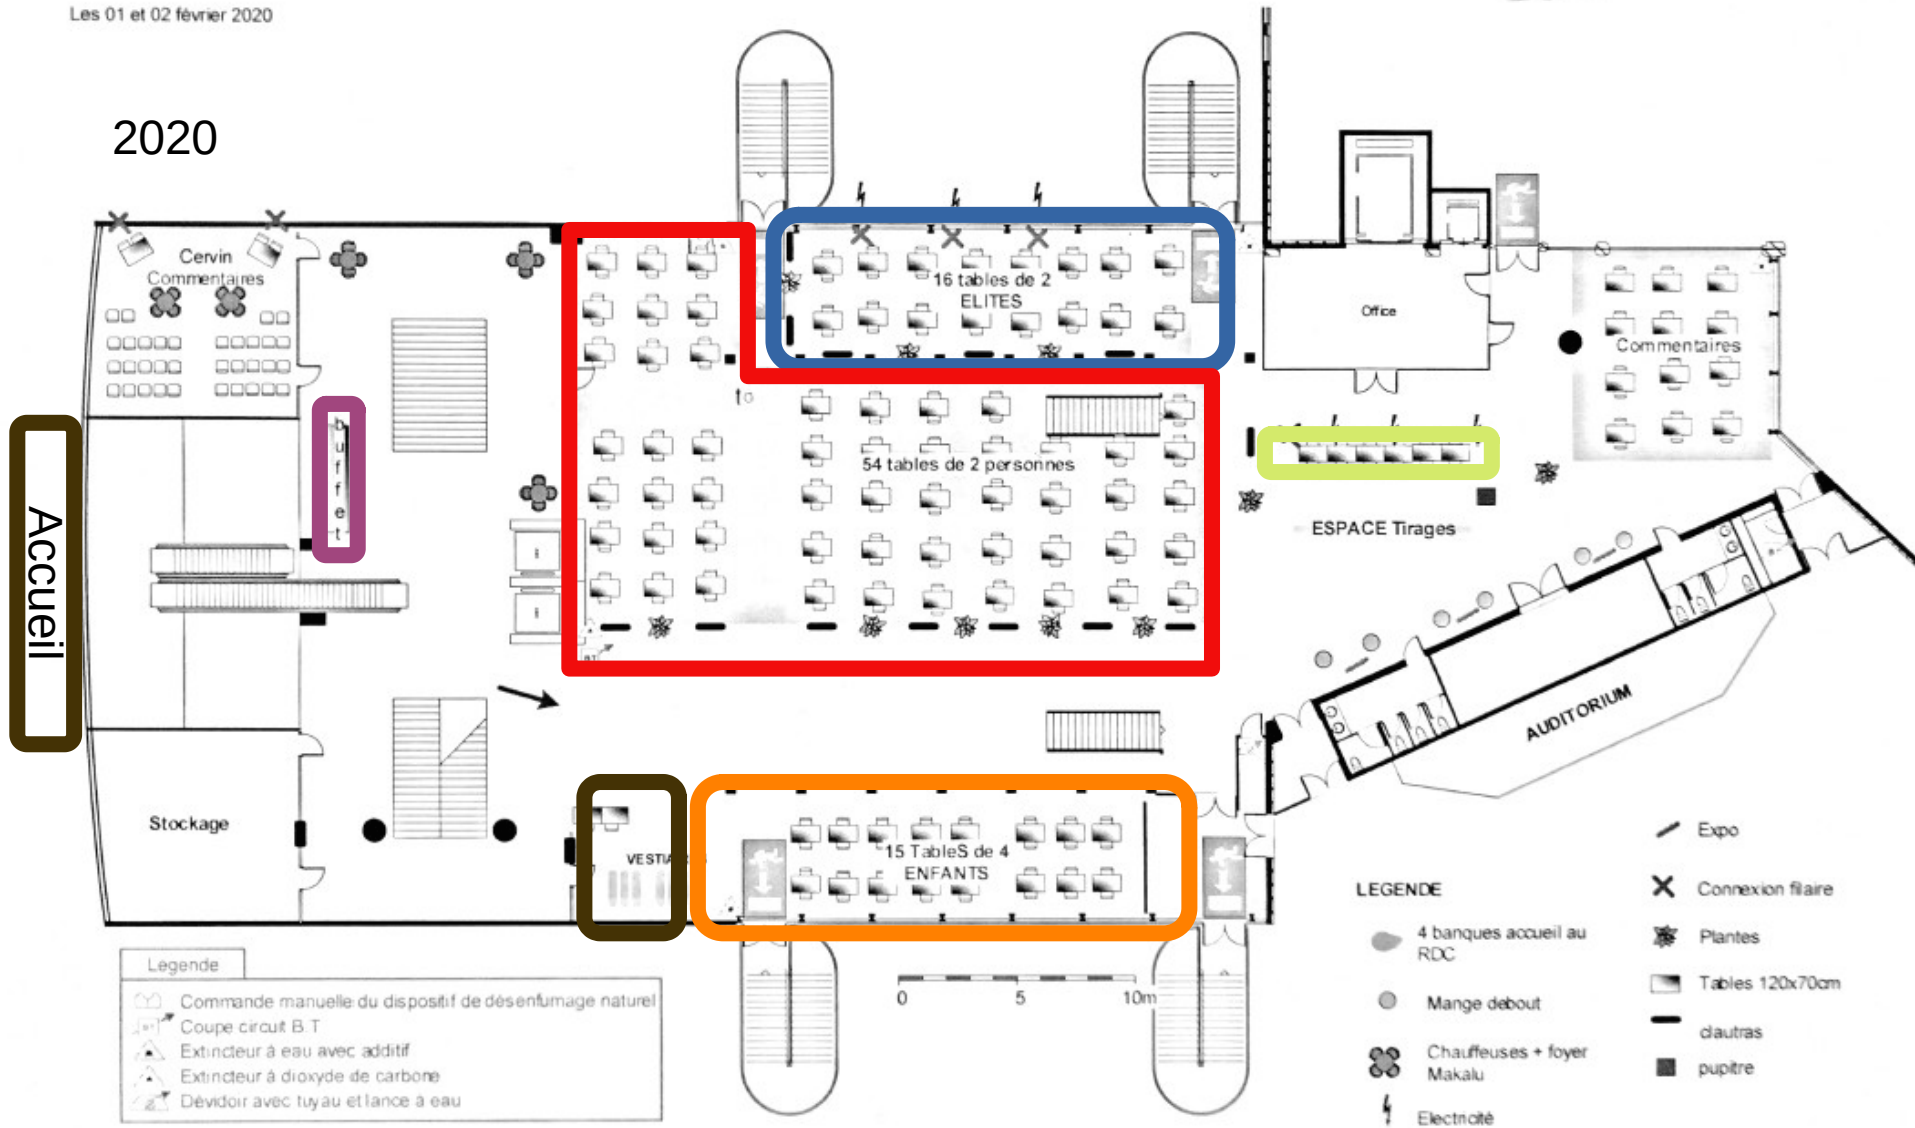 Les 01 et 02 février 2020
2020
Cervin
Commentaires
16 tables de 2
ELITES
Office
Commentaires
buffet
54 tables de 2 personnes
Accueil
ESPACE Tirages
AUDITORIUM
Stockage
15 TableS de 4
ENFANTS
LEGENDE
4 banques accueil au
RDC
Mange debout
Chauffeuses + foyer
Makalu
Electricité
Expo
Connexion filaire
Plantes
Tables 120x70cm
clautras
pupitre
0 5 10m
Legende
Commande manuelle du dispositif de désenfumage naturel
Coupe circuit B.T
Extincteur à eau avec additif
Extincteur à dioxyde de carbone
Dévidoir avec tuyau et lance à eau